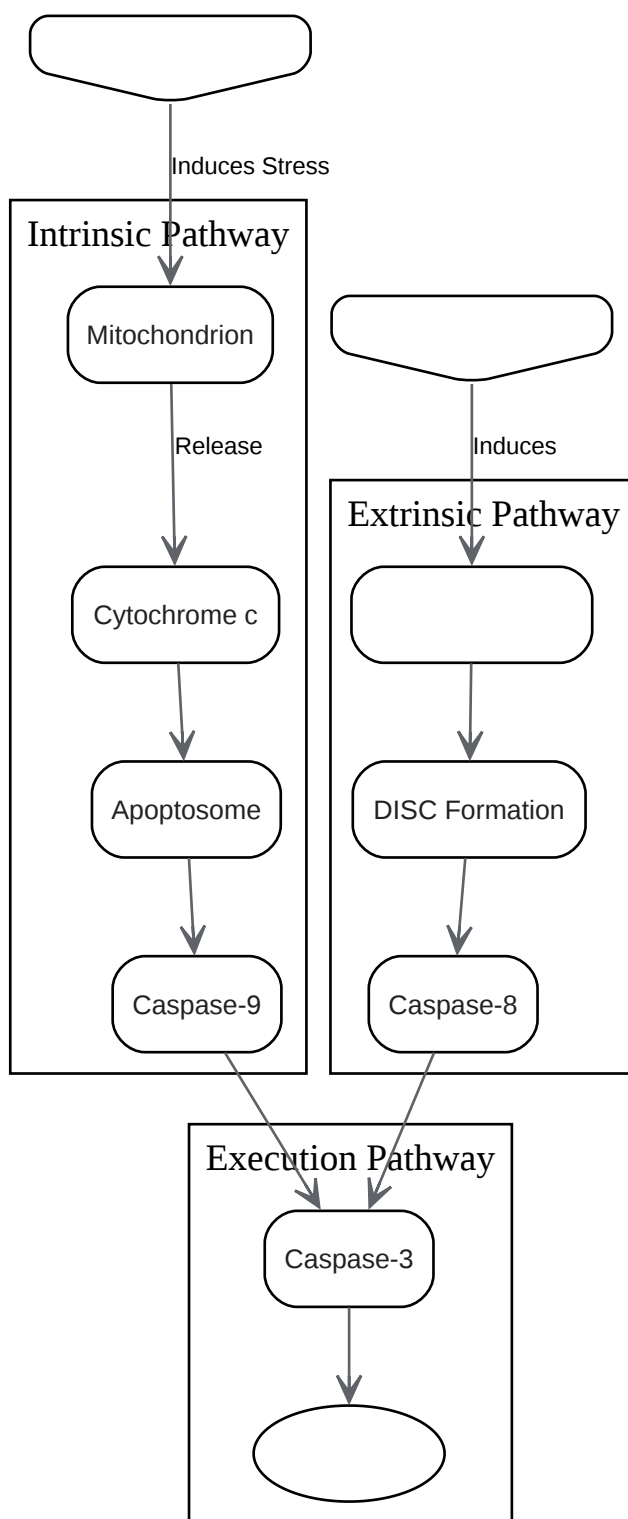 Induces Stress
Intrinsic Pathway
Mitochondrion
Release
Induces
Extrinsic Pathway
Cytochrome c
Apoptosome
DISC Formation
Caspase-9
Caspase-8
Execution Pathway
Caspase-3